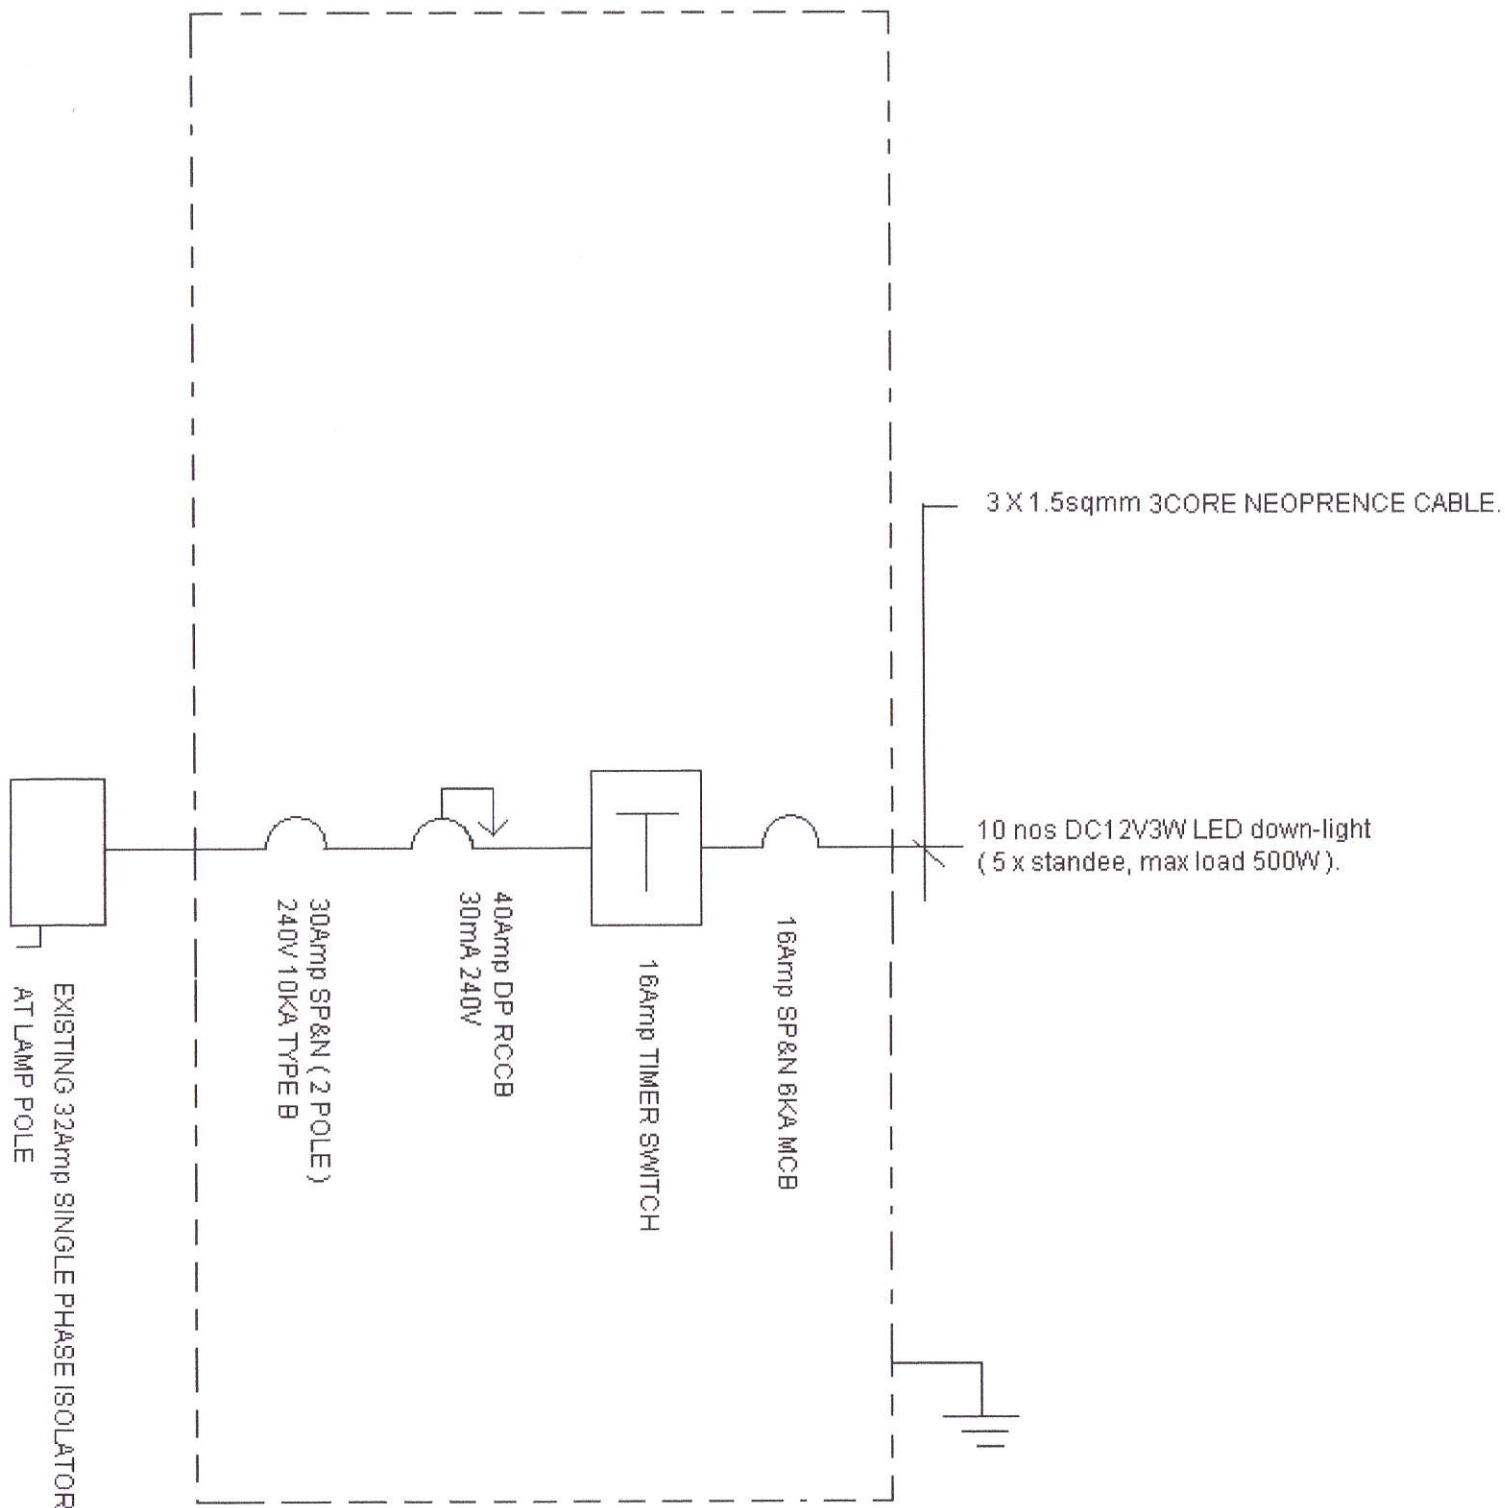 3 X 1.5sqmm 3CORE NEOPRENCE CABLE.
10 nos DC12V3W LED down-light
( 5 x standee, max load 500W ).
T
16Amp SP&N 6KA MCB
16Amp TIMER SWITCH
40Amp DP RCCB
30mA 240V
30Amp SP&N ( 2 POLE )
240V 10KA TYPE B
EXISTING 32Amp SINGLE PHASE ISOLATOR
AT LAMP POLE